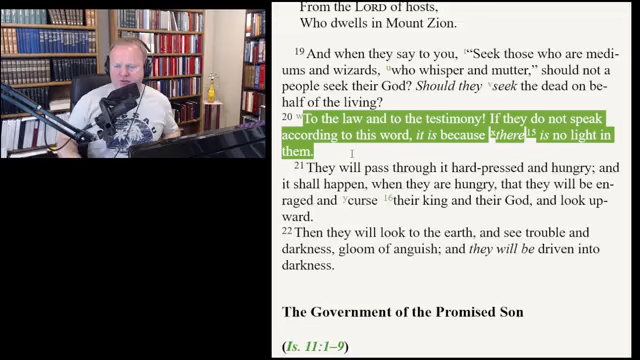 From the LORD of hosts,
Who dwells in Mount Zion.
19 And when they say to you, t“Seek those who are medi-
ums and wizards, uwho whisper and mutter,” should not a
people seek their God? Should they vseek the dead on be-
half of the living?
20 wTo the law and to the testimony! If they do not speak
according to this word, it is because xthere15 is no light in
them.
21 They will pass through it hard-pressed and hungry; and
it shall happen, when they are hungry, that they will be en-
raged and ycurse 16their king and their God, and look up-
ward.
22 Then they will look to the earth, and see trouble and
darkness, gloom of anguish; and they will be driven into
darkness.
The Government of the Promised Son
(Is. 11:1–9)